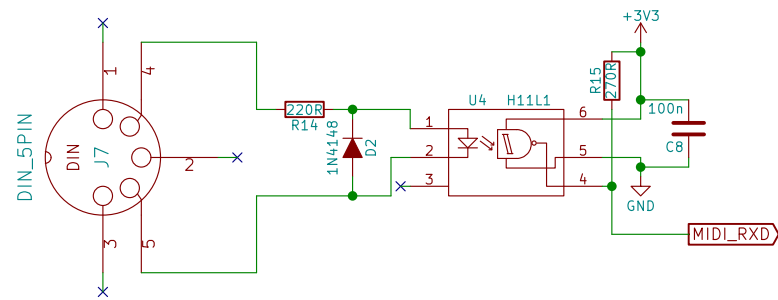 +3V3
1
4
R15
270R
U4
H11L1
220R
R14
1
6
100n
C8
DIN_5PIN
DIN
J7
2
1N4148
D2
2
5
3
4
GND
3
5
MIDI_RXD